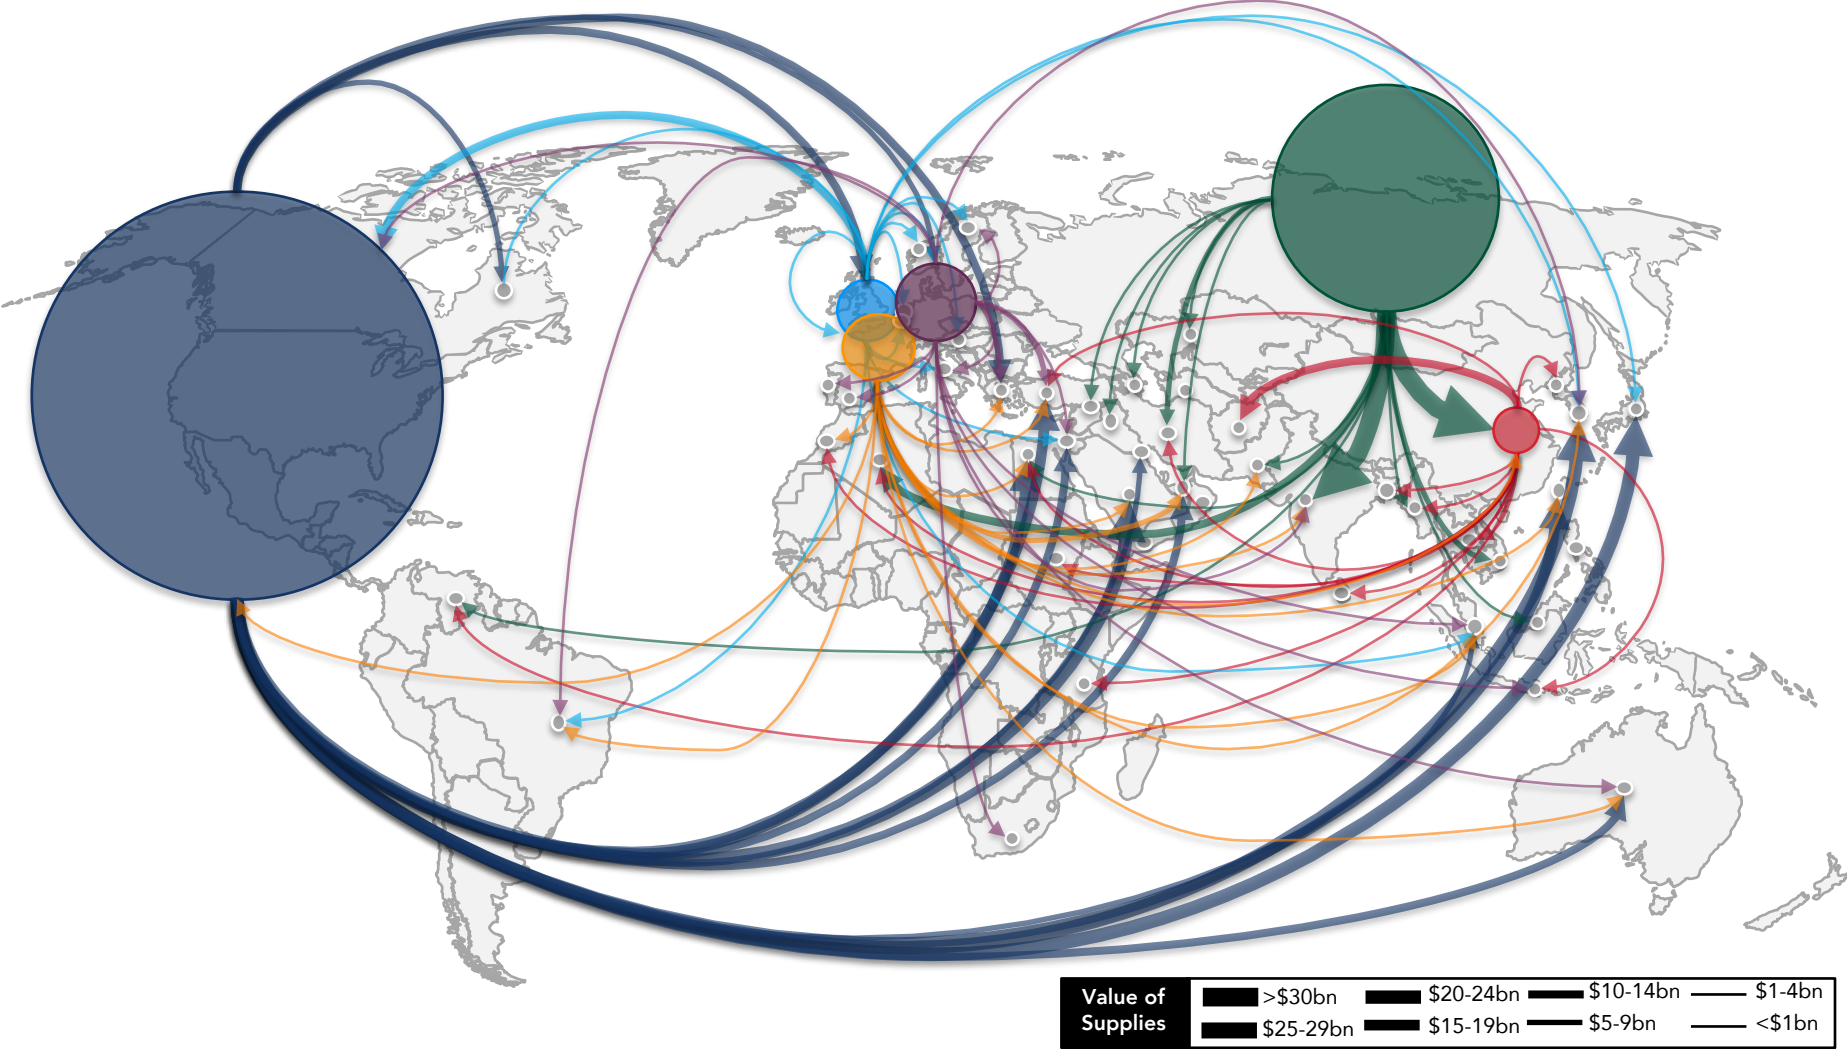 Value of
Supplies
>$30bn
$20-24bn
$10-14bn
$1-4bn
$25-29bn
$15-19bn
$5-9bn
<$1bn